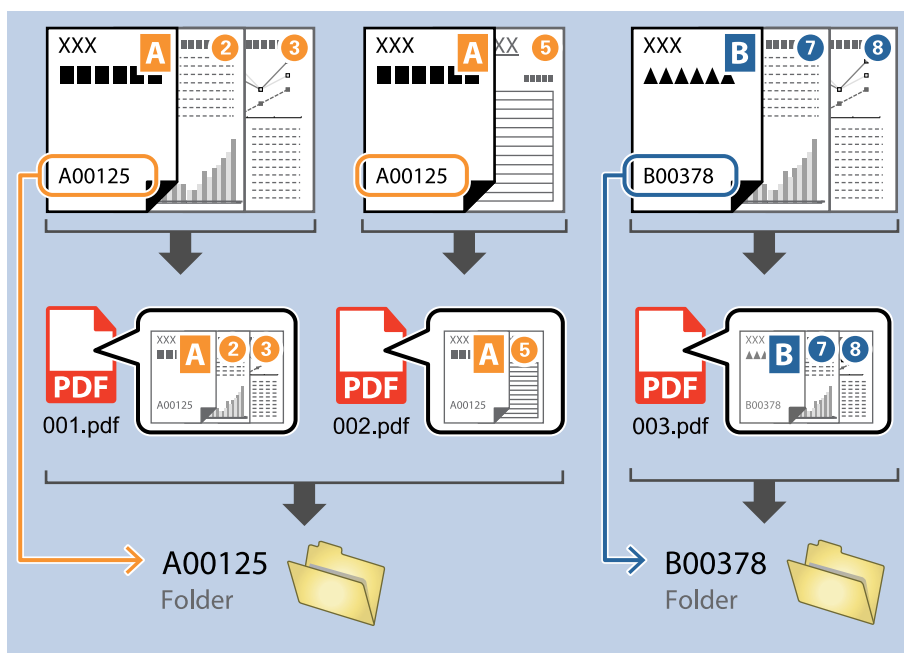 XXX A 2 3
A00125
XXX A XX 5
A00125
XXX B 7 8
B00378
PDF
001.pdf
XXX A 2 3
A00125
PDF
002.pdf
XXX A 5
A00125
PDF
003.pdf
XXX B 7 8
B00378
A00125
Folder
B00378
Folder